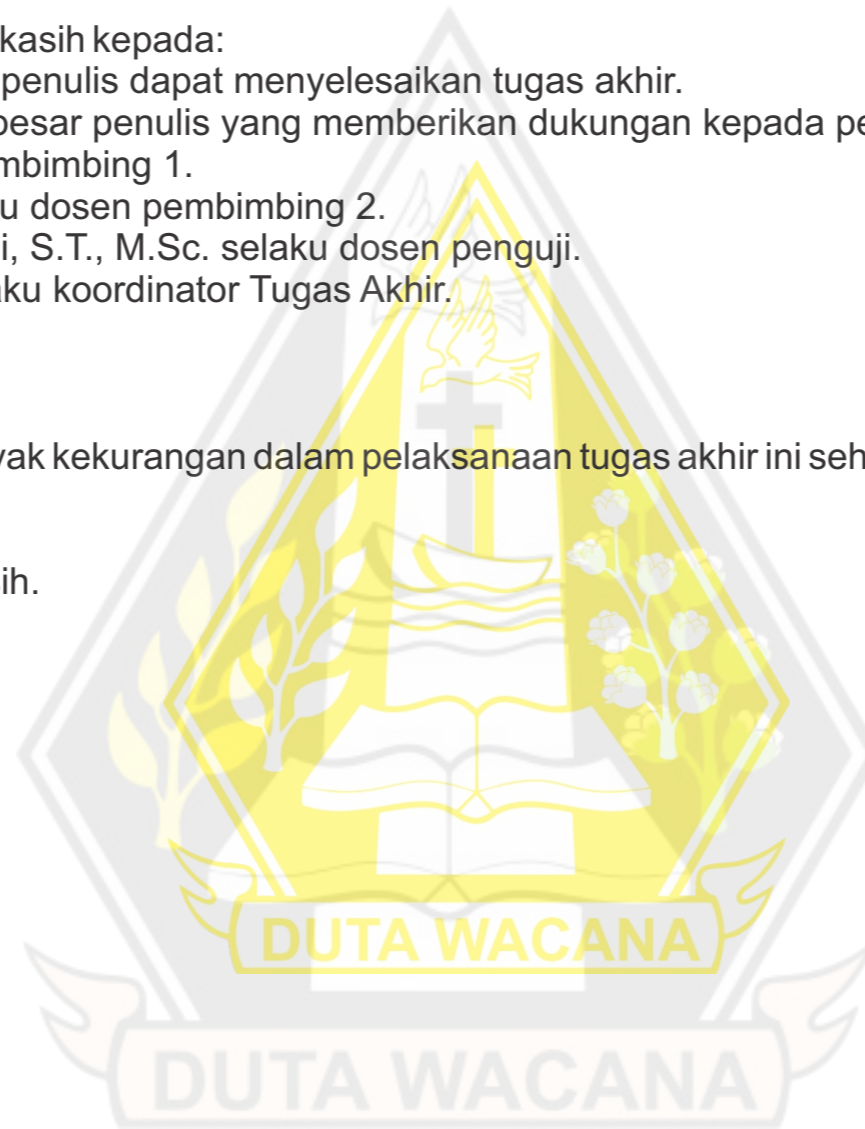 kasih kepada:
penulis dapat menyelesaikan tugas akhir.
besar penulis yang memberikan dukungan kepada pe
mbimbing 1.
u dosen pembimbing 2.
i, S.T., M.Sc. selaku dosen penguji.
aku koordinator Tugas Akhir.
yak kekurangan dalam pelaksanaan tugas akhir ini seh
ih.
DUTA WACANA
DUTA WACANA